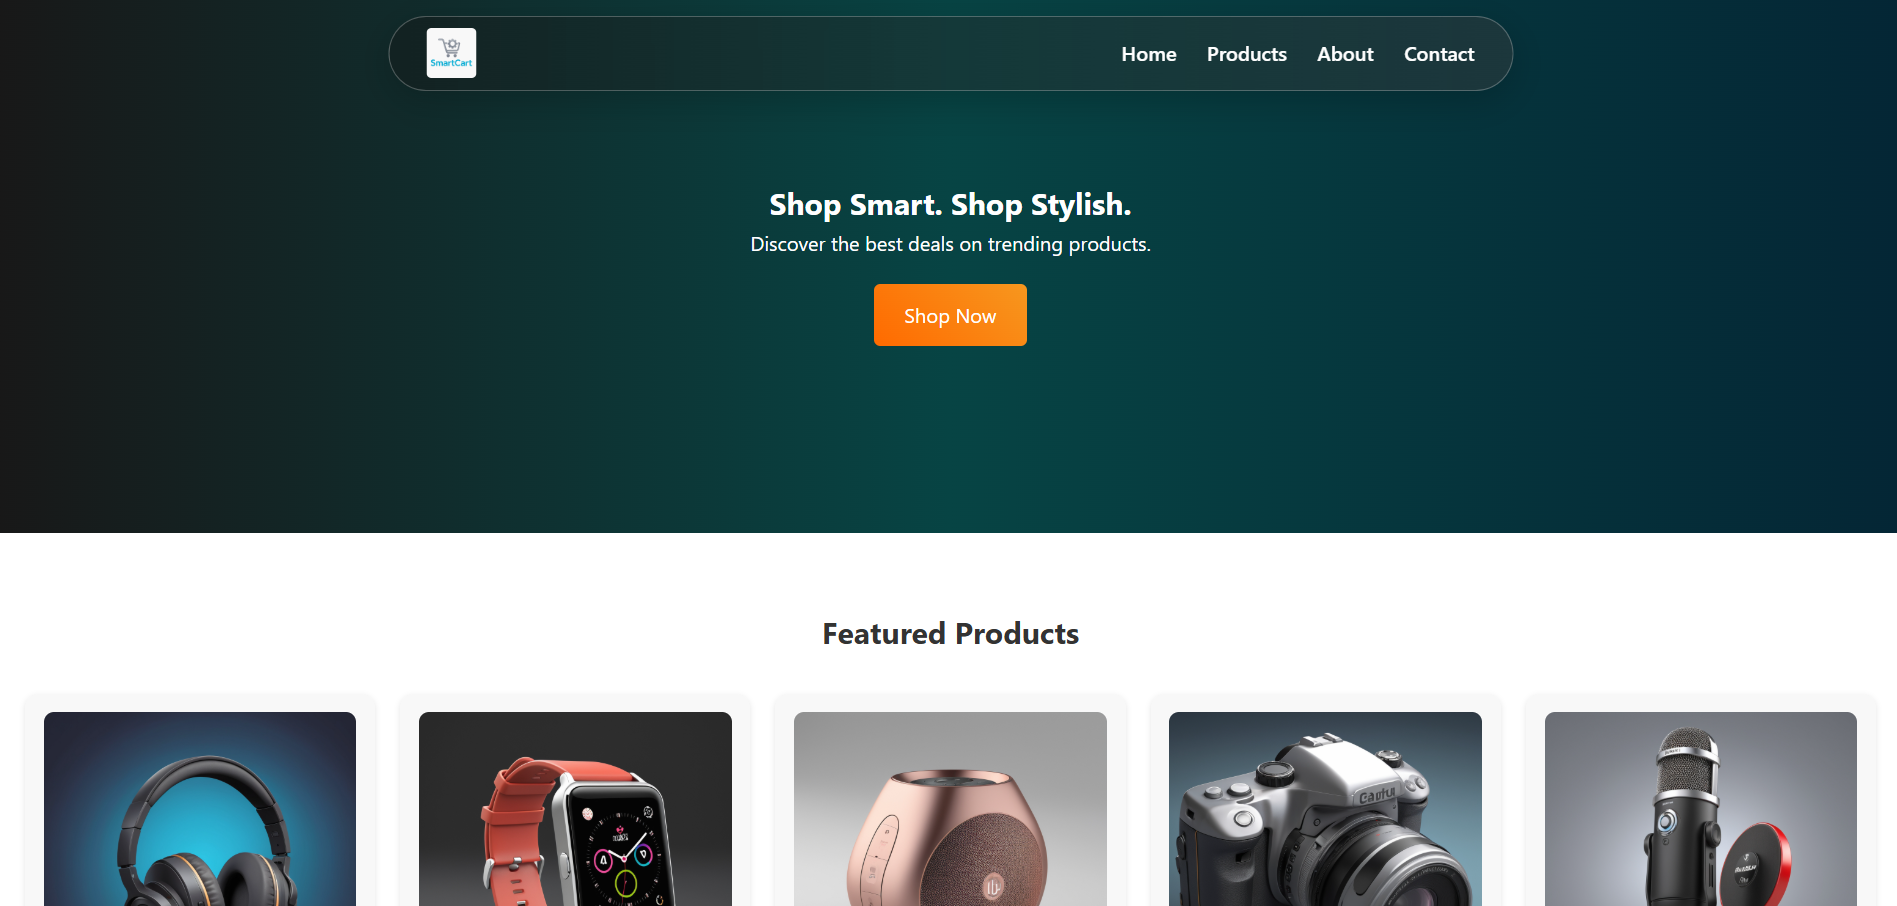 SmartCart
Home Products About Contact
Shop Smart. Shop Stylish.
Discover the best deals on trending products.
Shop Now
Featured Products